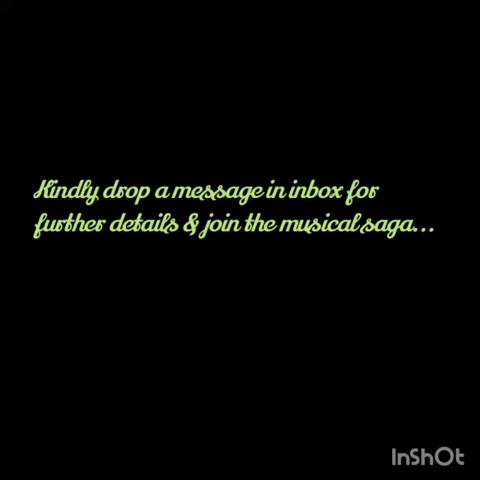 Kindly drop a message in inbox for
further details & join the musical saga...
InShOt